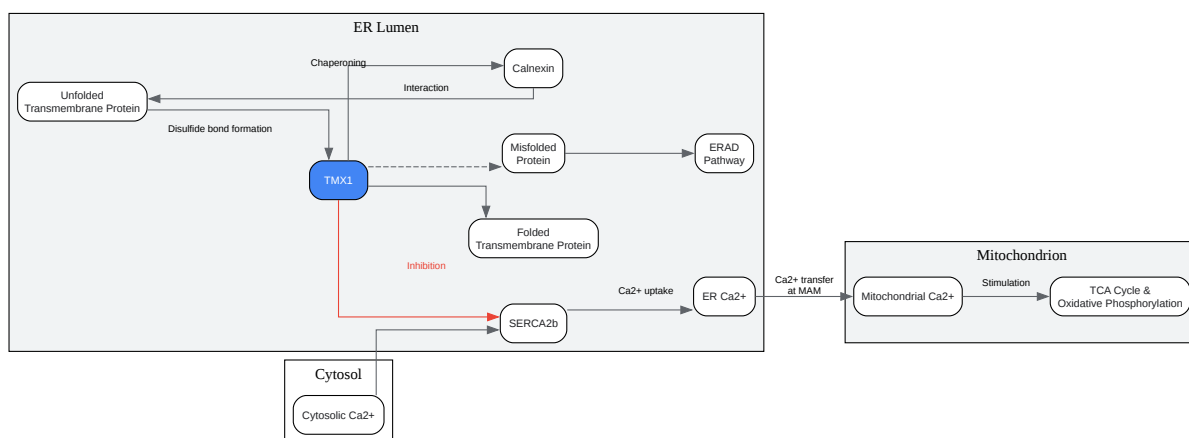 ER Lumen
Chaperoning
Calnexin
Interaction
Unfolded
Transmembrane Protein
Disulfide bond formation
Misfolded
Protein
ERAD
Pathway
TMX1
Folded
Transmembrane Protein
Inhibition
Ca2+ uptake
ER Ca2+
SERCA2b
Ca2+ transfer
at MAM
Mitochondrion
Mitochondrial Ca2+
Stimulation
TCA Cycle &
Oxidative Phosphorylation
Cytosol
Cytosolic Ca2+